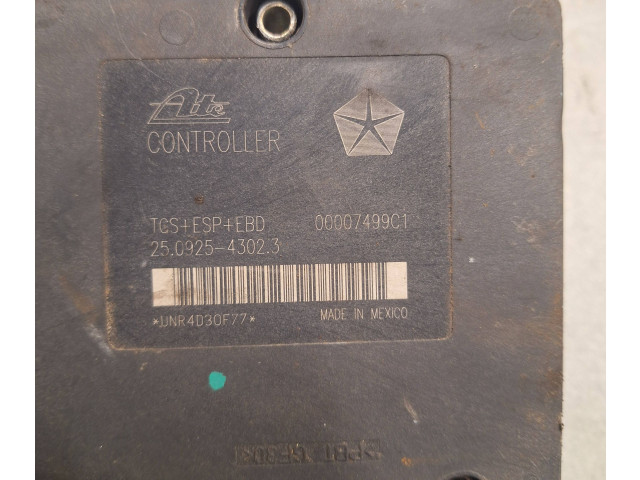 Ate
CONTROLLER
TCS+ESP+EBD 00007499C1
25.0925-4302.3
*UNR4D30F77* MADE IN MEXICO